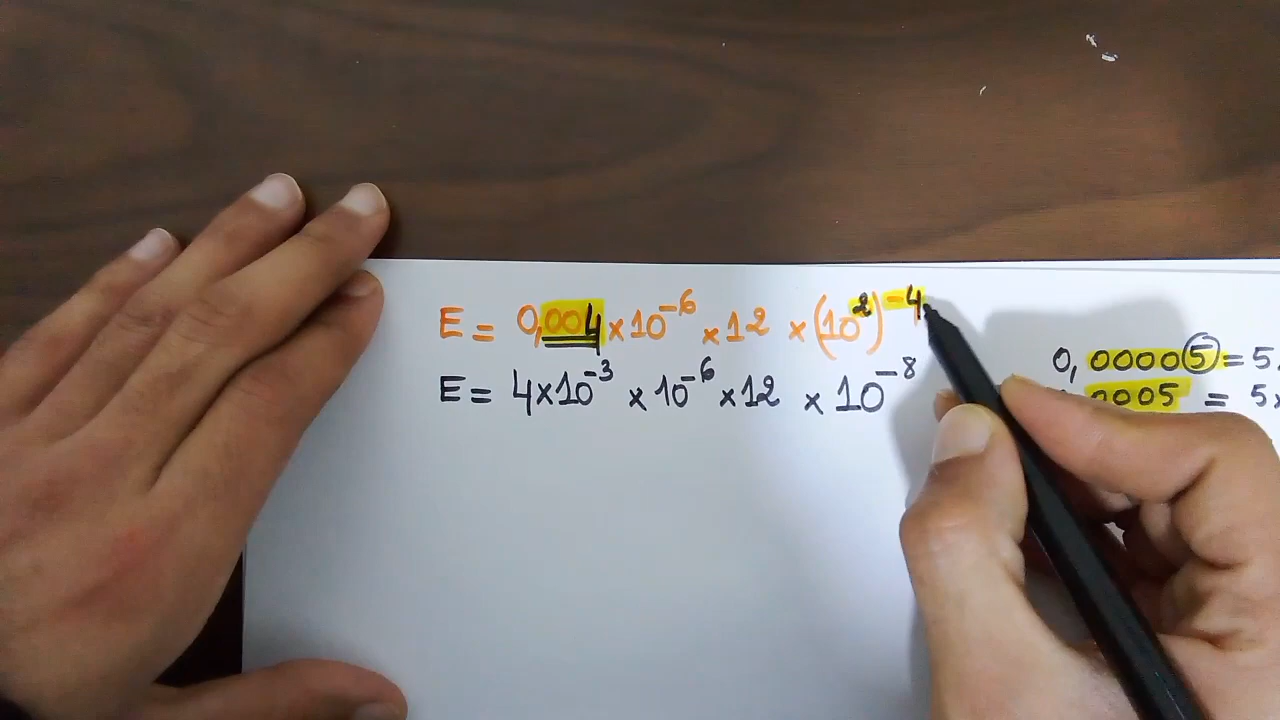 E = 0,004 × 10⁻⁶ × 12 × (10²)⁻⁴
E = 4 × 10⁻³ × 10⁻⁶ × 12 × 10⁻⁸
0,00005 = 5
0005 = 5×